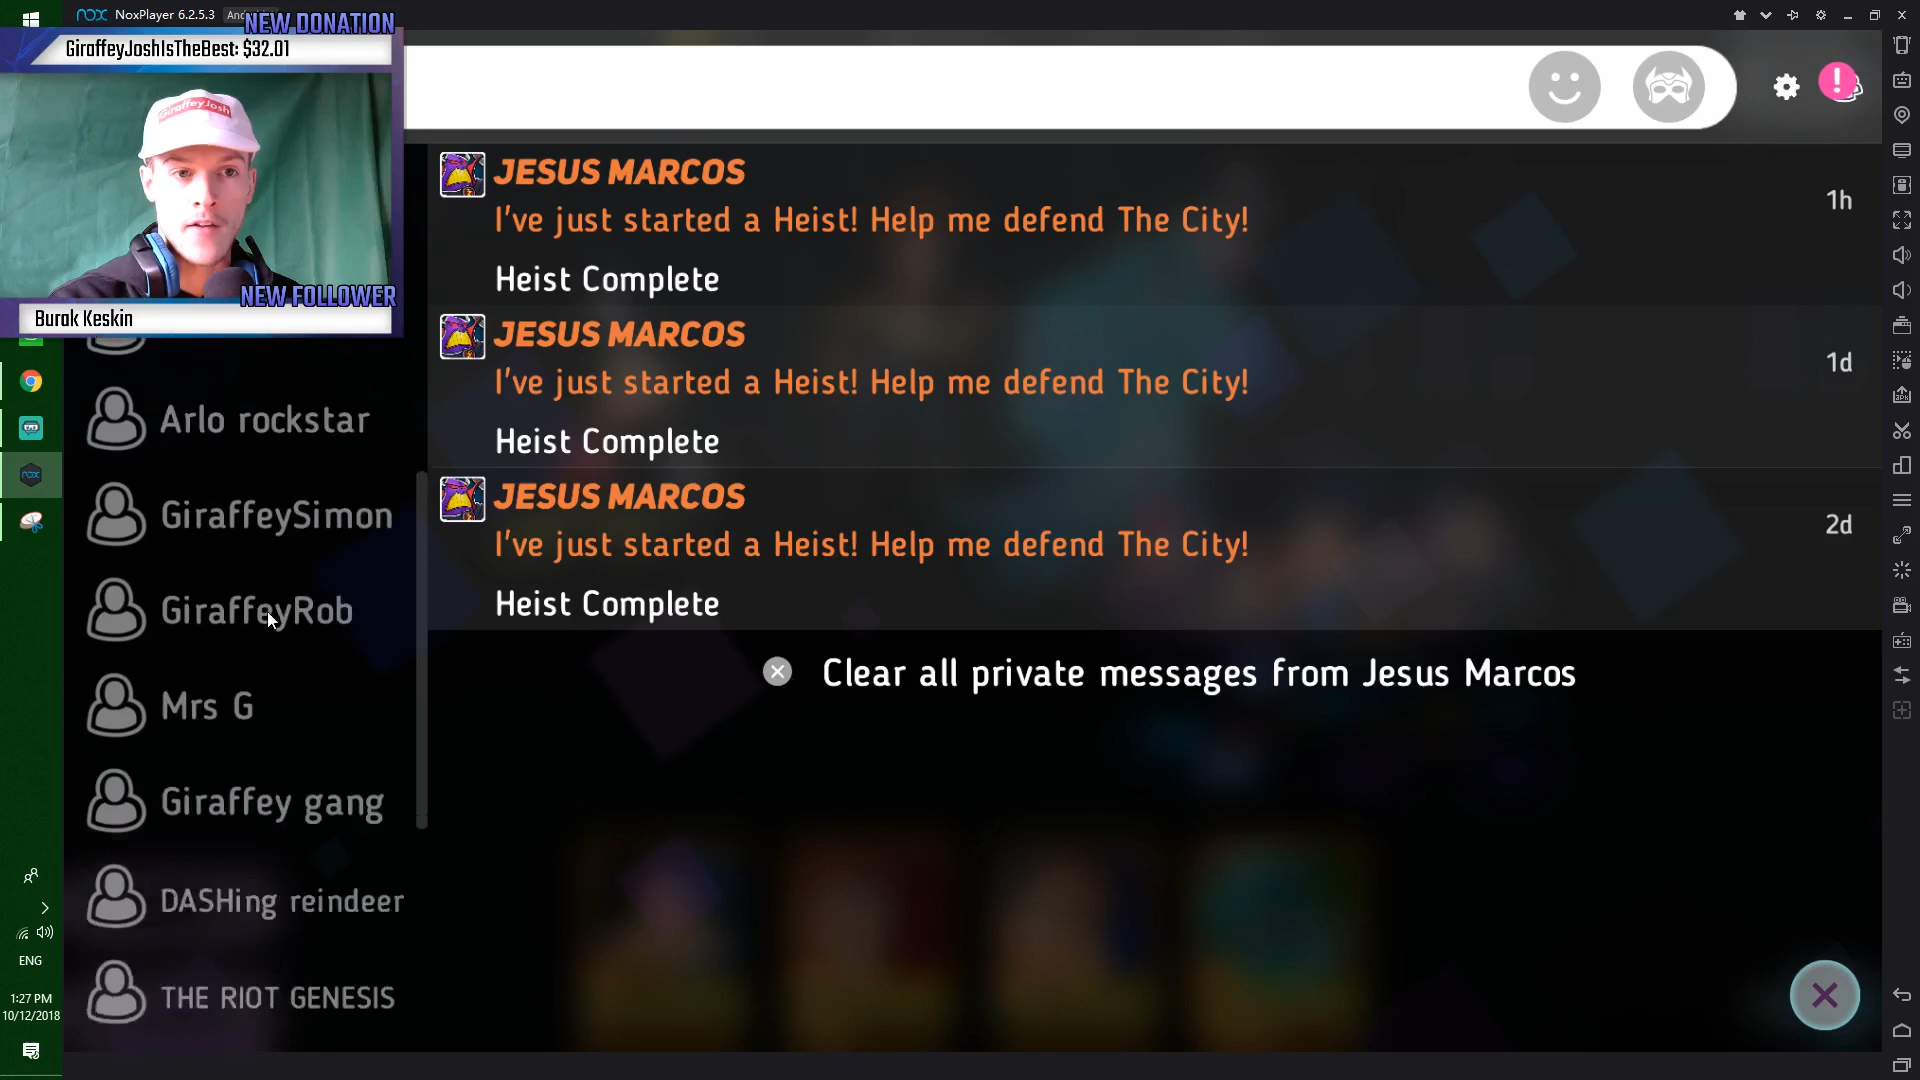 NoxPlayer 6.2.5.3
NEW DONATION
GiraffeyJoshIsTheBest: $32.01
GiraffeyJosh
NEW FOLLOWER
Burak Keskin
Arlo rockstar
GiraffeySimon
GiraffeyRob
Mrs G
Giraffey gang
DASHing reindeer
THE RIOT GENESIS
JESUS MARCOS
I've just started a Heist! Help me defend The City!
1h
Heist Complete
JESUS MARCOS
I've just started a Heist! Help me defend The City!
1d
Heist Complete
JESUS MARCOS
I've just started a Heist! Help me defend The City!
2d
Heist Complete
Clear all private messages from Jesus Marcos
ENG
1:27 PM
10/12/2018